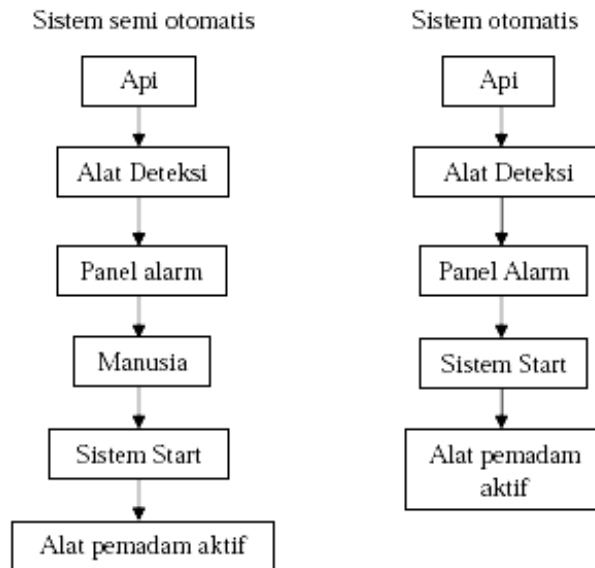 Sistem semi otomatis
Api
Alat Deteksi
Panel alarm
Manusia
Sistem Start
Alat pemadam aktif
Sistem otomatis
Api
Alat Deteksi
Panel Alarm
Sistem Start
Alat pemadam
aktif